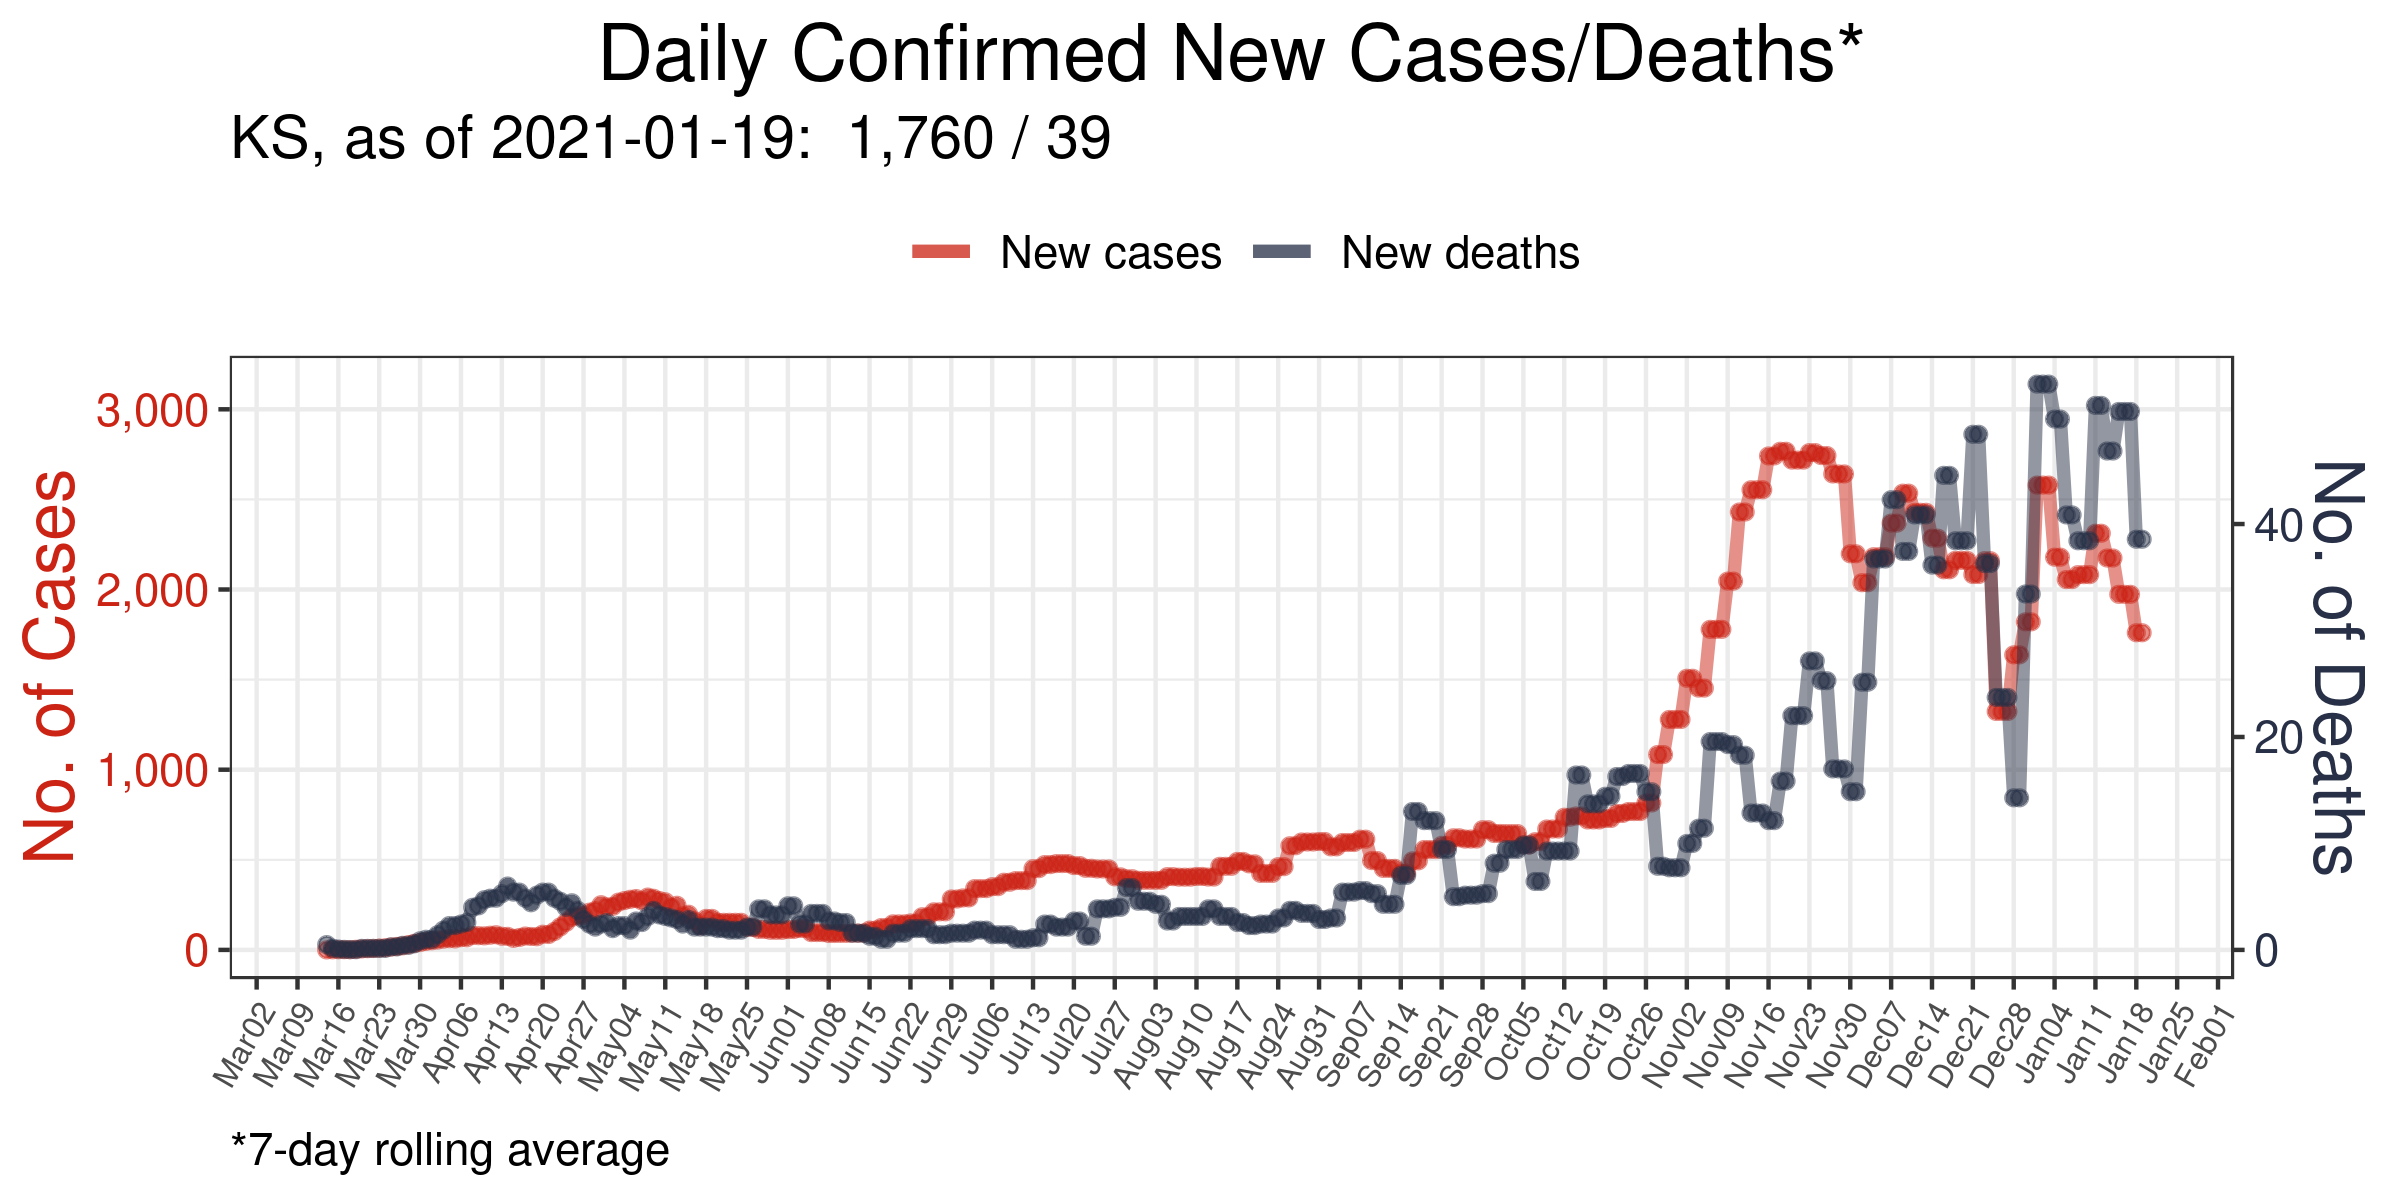 Daily Confirmed New Cases/Deaths*
KS, as of 2021-01-19:  1,760 / 39
New cases New deaths
No. of Cases
3,000
2,000
1,000
0
No. of Deaths
40
20
0
Mar02 Mar09 Mar16 Mar23 Mar30 Apr06 Apr13 Apr20 Apr27 May04 May11 May18 May25 Jun01 Jun08 Jun15 Jun22 Jun29 Jul06 Jul13 Jul20 Jul27 Aug03 Aug10 Aug17 Aug24 Aug31 Sep07 Sep14 Sep21 Sep28 Oct05 Oct12 Oct19 Oct26 Nov02 Nov09 Nov16 Nov23 Nov30 Dec07 Dec14 Dec21 Dec28 Jan04 Jan11 Jan18 Jan25 Feb01
*7-day rolling average